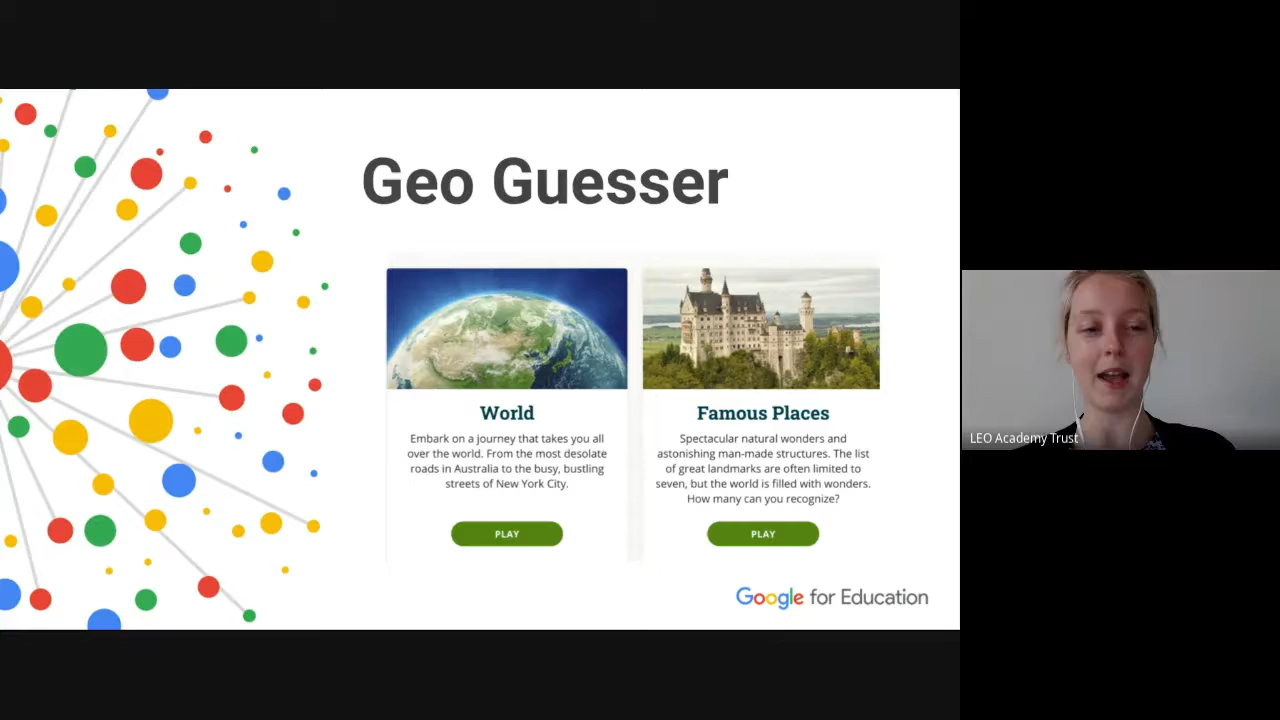 Geo Guesser
World
Embark on a journey that takes you all
over the world. From the most desolate
roads in Australia to the busy, bustling
streets of New York City.
PLAY
Famous Places
Spectacular natural wonders and
astonishing man-made structures. The list
of great landmarks are often limited to
seven, but the world is filled with wonders.
How many can you recognize?
PLAY
Google for Education
LEO Academy Trust